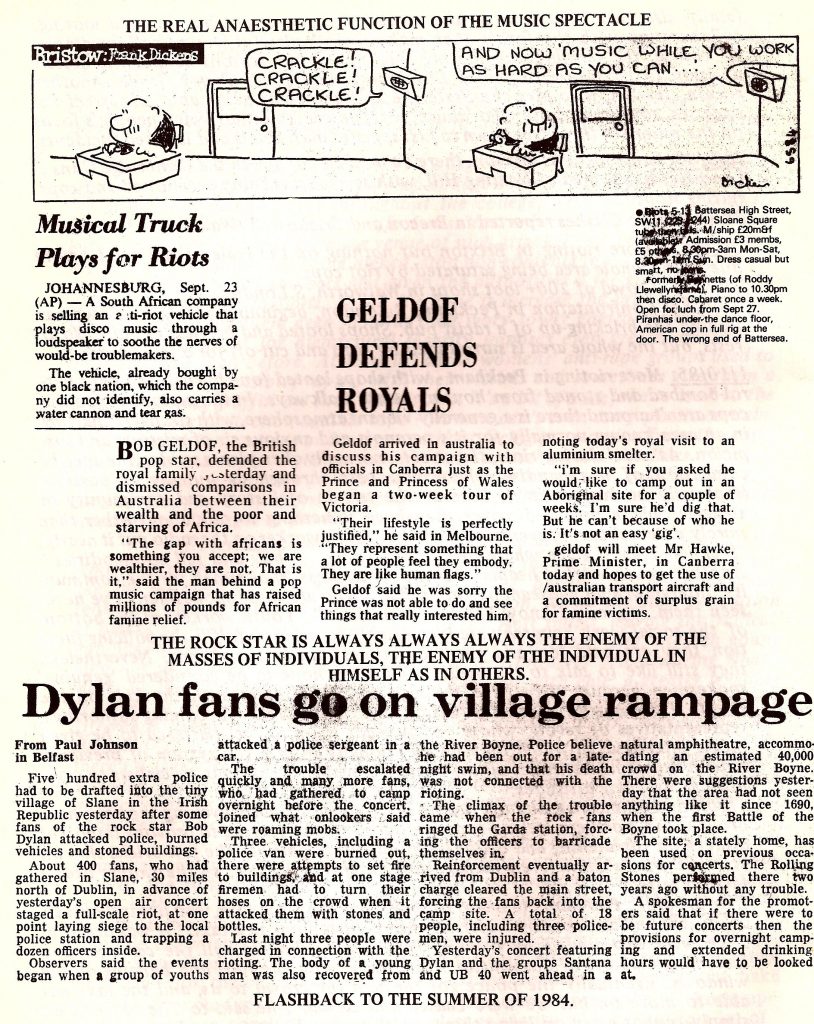 THE REAL ANAESTHETIC FUNCTION OF THE MUSIC SPECTACLE
Bristow: Frank Dickens
CRACKLE!
CRACKLE!
CRACKLE!
AND NOW 'MUSIC WHILE YOU WORK
AS HARD AS YOU CAN....'
6584
Musical Truck
Plays for Riots
JOHANNESBURG, Sept. 23
(AP) — A South African company
is selling an a ti-riot vehicle that
plays disco music through a
loudspeaker to soothe the nerves of
would-be troublemakers.
The vehicle, already bought by
one black nation, which the compa-
ny did not identify, also carries a
water cannon and tear gas.
● Biots 5-13 Battersea High Street,
SW11 Sloane Square
M/ship £20m&f
Admission £3 membs,
£5 8.30pm-3am Mon-Sat,
Sun. Dress casual but
smart, no jeans.
Formerly Bennetts (of Roddy
Llewellyn fame). Piano to 10.30pm
then disco. Cabaret once a week.
Open for luch from Sept 27.
Piranhas under the dance floor,
American cop in full rig at the
door. The wrong end of Battersea.
GELDOF
DEFENDS
ROYALS
BOB GELDOF, the British
pop star, defended the
royal family yesterday and
dismissed comparisons in
Australia between their
wealth and the poor and
starving of Africa.
"The gap with africans is
something you accept; we are
wealthier, they are not. That is
it," said the man behind a pop
music campaign that has raised
millions of pounds for African
famine relief.
Geldof arrived in australia to
discuss his campaign with
officials in Canberra just as the
Prince and Princess of Wales
began a two-week tour of
Victoria.
"Their lifestyle is perfectly
justified," he said in Melbourne.
"They represent something that
a lot of people feel they embody.
They are like human flags."
Geldof said he was sorry the
Prince was not able to do and see
things that really interested him,
noting today's royal visit to an
aluminium smelter.
"i'm sure if you asked he
would like to camp out in an
Aboriginal site for a couple of
weeks. I'm sure he'd dig that.
But he can't because of who he
is. It's not an easy 'gig'.
geldof will meet Mr Hawke,
Prime Minister, in Canberra
today and hopes to get the use of
/australian transport aircraft and
a commitment of surplus grain
for famine victims.
THE ROCK STAR IS ALWAYS ALWAYS ALWAYS THE ENEMY OF THE
MASSES OF INDIVIDUALS, THE ENEMY OF THE INDIVIDUAL IN
HIMSELF AS IN OTHERS.
Dylan fans go on village rampage
From Paul Johnson
in Belfast
Five hundred extra police
had to be drafted into the tiny
village of Slane in the Irish
Republic yesterday after some
fans of the rock star Bob
Dylan attacked police, burned
vehicles and stoned buildings.
About 400 fans, who had
gathered in Slane, 30 miles
north of Dublin, in advance of
yesterday's open air concert
staged a full-scale riot, at one
point laying siege to the local
police station and trapping a
dozen officers inside.
Observers said the events
began when a group of youths
attacked a police sergeant in a
car.
The trouble escalated
quickly and many more fans,
who had gathered to camp
overnight before the concert.
joined what onlookers said
were roaming mobs.
Three vehicles, including a
police van were burned out,
there were attempts to set fire
to buildings, and at one stage
firemen had to turn their
hoses on the crowd when it
attacked them with stones and
bottles.
Last night three people were
charged in connection with the
rioting. The body of a young
man was also recovered from
the River Boyne. Police believe
he had been out for a late-
night swim, and that his death
was not connected with the
rioting.
The climax of the trouble
came when the rock fans
ringed the Garda station, forc-
ing the officers to barricade
themselves in.
Reinforcement eventually ar-
rived from Dublin and a baton
charge cleared the main street,
forcing the fans back into the
camp site. A total of 18
people, including three police-
men, were injured.
Yesterday's concert featuring
Dylan and the groups Santana
and UB 40 went ahead in a
natural amphitheatre, accommo-
dating an estimated 40,000
crowd on the River Boyne.
There were suggestions yester-
day that the area had not seen
anything like it since 1690,
when the first Battle of the
Boyne took place.
The site, a stately home, has
been used on previous occa-
sions for concerts. The Rolling
Stones performed there two
years ago without any trouble.
A spokesman for the promot-
ers said that if there were to
be future concerts then the
provisions for overnight camp-
ing and extended drinking
hours would have to be looked
at.
FLASHBACK TO THE SUMMER OF 1984.